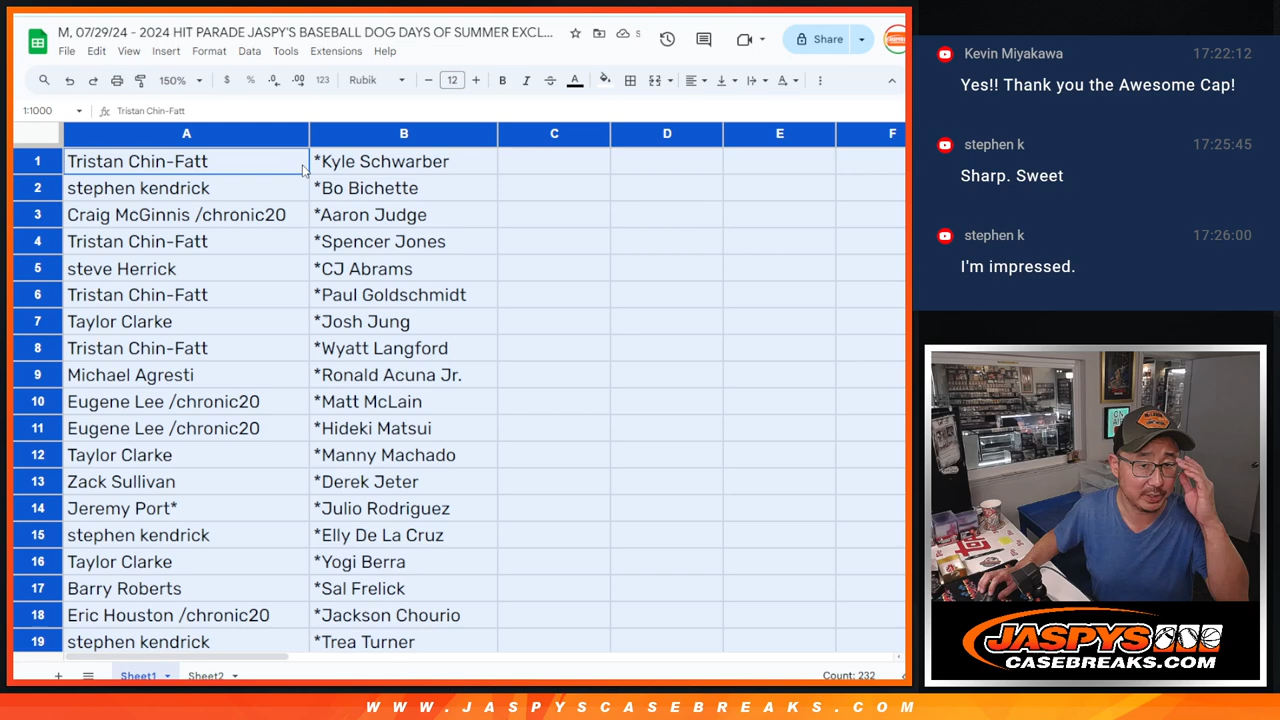 M, 07/29/24 - 2024 HIT PARADE JASPY'S BASEBALL DOG DAYS OF SUMMER EXCL...
File Edit View Insert Format Data Tools Extensions Help
Share
150% $ % .0 .00 123 Rubik 12 B I A
1:1000 fx Tristan Chin-Fatt
A B C D E F
1 Tristan Chin-Fatt *Kyle Schwarber
2 stephen kendrick *Bo Bichette
3 Craig McGinnis /chronic20 *Aaron Judge
4 Tristan Chin-Fatt *Spencer Jones
5 steve Herrick *CJ Abrams
6 Tristan Chin-Fatt *Paul Goldschmidt
7 Taylor Clarke *Josh Jung
8 Tristan Chin-Fatt *Wyatt Langford
9 Michael Agresti *Ronald Acuna Jr.
10 Eugene Lee /chronic20 *Matt McLain
11 Eugene Lee /chronic20 *Hideki Matsui
12 Taylor Clarke *Manny Machado
13 Zack Sullivan *Derek Jeter
14 Jeremy Port* *Julio Rodriguez
15 stephen kendrick *Elly De La Cruz
16 Taylor Clarke *Yogi Berra
17 Barry Roberts *Sal Frelick
18 Eric Houston /chronic20 *Jackson Chourio
19 stephen kendrick *Trea Turner
Sheet1 Sheet2 Count: 232
Kevin Miyakawa 17:22:12
Yes!! Thank you the Awesome Cap!
stephen k 17:25:45
Sharp. Sweet
stephen k 17:26:00
I'm impressed.
JASPYS
CASEBREAKS.COM
WWW.JASPYSCASEBREAKS.COM